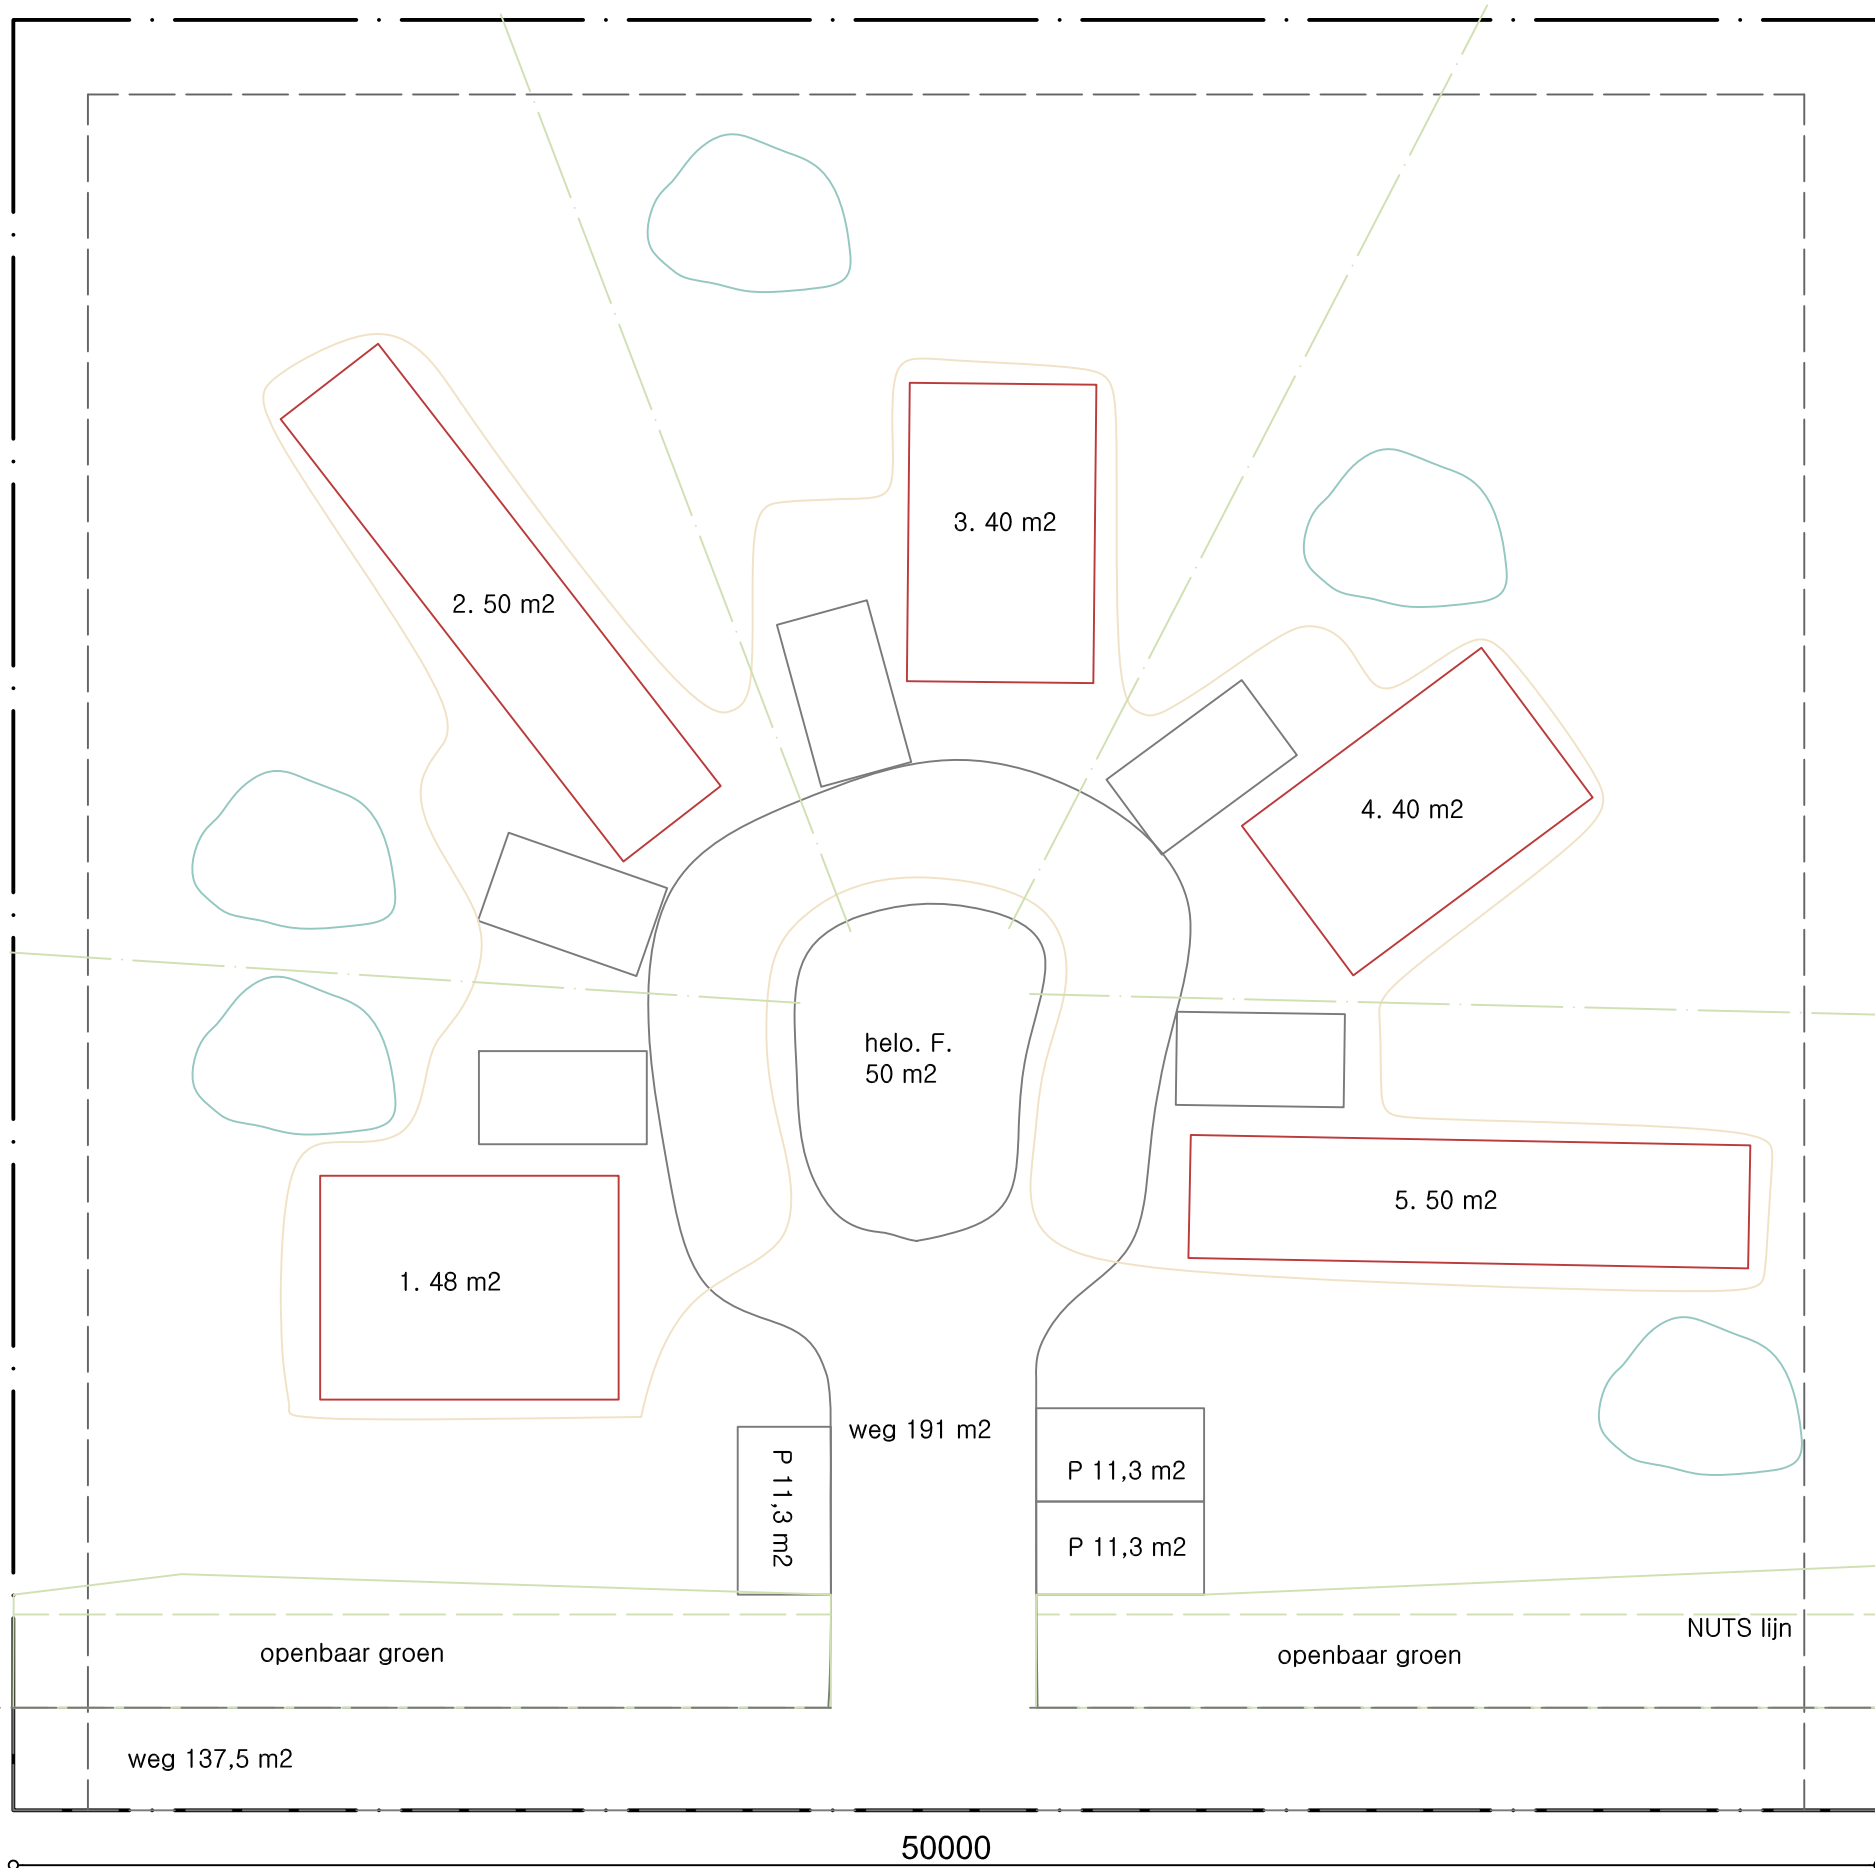 3. 40 m2
2. 50 m2
4. 40 m2
helo. F.
50 m2
5. 50 m2
1. 48 m2
weg 191 m2
P 11,3 m2
P 11,3 m2
P 11,3 m2
NUTS lijn
openbaar groen
openbaar groen
weg 137,5 m2
50000